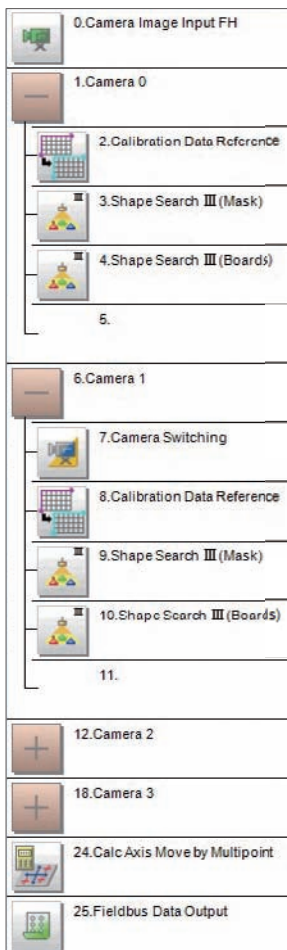 0.Camera Image Input FH
1.Camera 0
2.Calibration Data Reference
3.Shape Search Ⅲ(Mask)
4.Shape Search Ⅲ(Boards)
5.
6.Camera 1
7.Camera Switching
8.Calibration Data Reference
9.Shape Search Ⅲ(Mask)
10.Shape Search Ⅲ(Boards)
11.
12.Camera 2
18.Camera 3
24.Calc Axis Move by Multipoint
25.Fieldbus Data Output